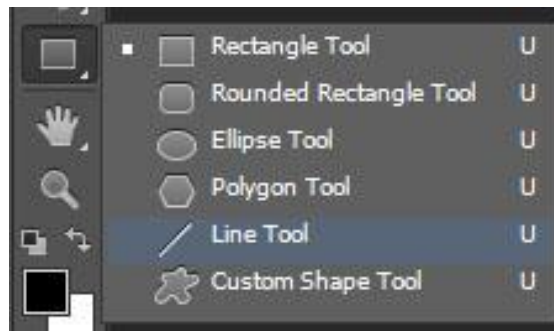 Rectangle Tool U
Rounded Rectangle Tool U
Ellipse Tool U
Polygon Tool U
Line Tool U
Custom Shape Tool U